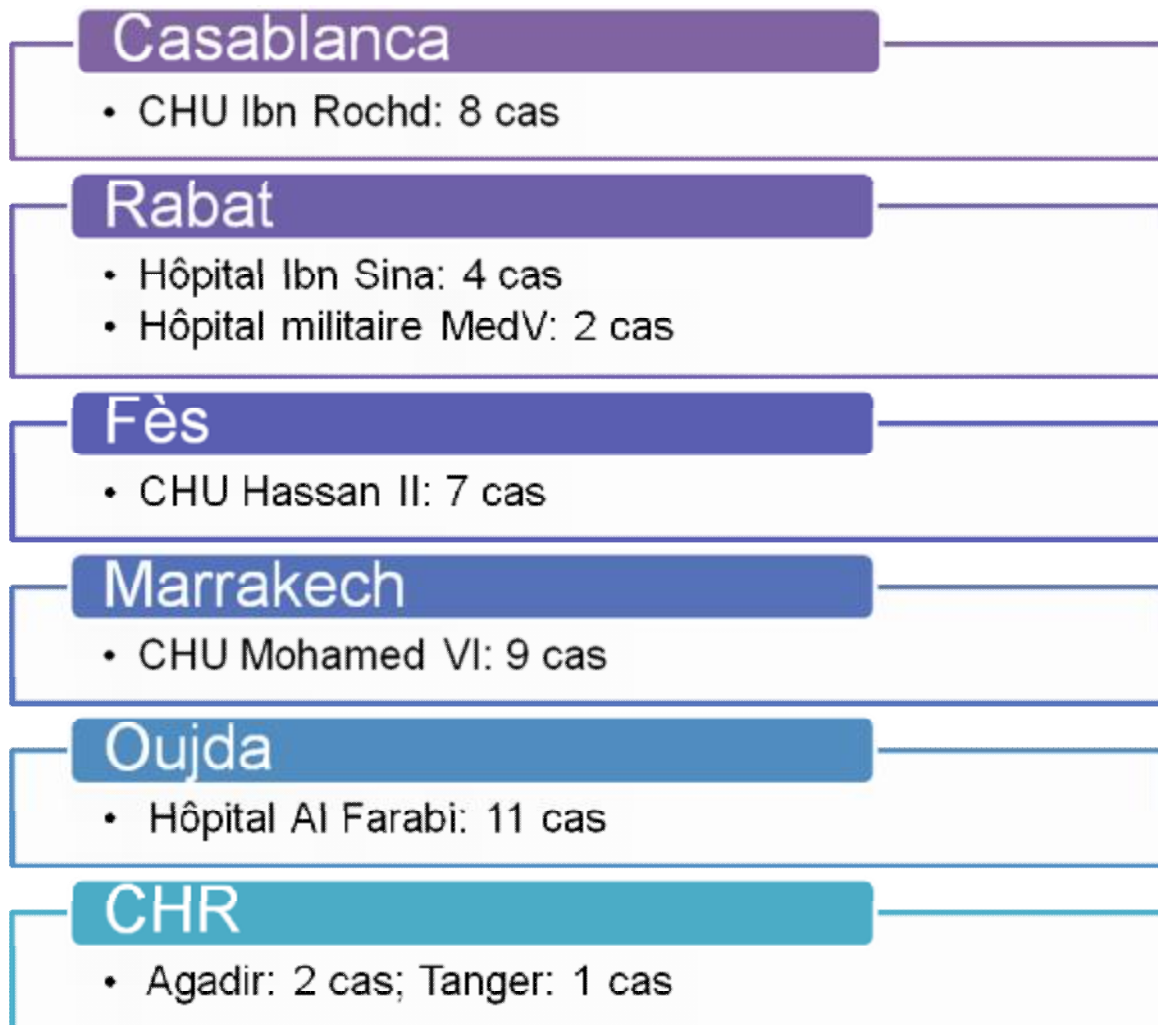 Casablanca
• CHU Ibn Rochd: 8 cas
Rabat
• Hôpital Ibn Sina: 4 cas
• Hôpital militaire MedV: 2 cas
Fès
• CHU Hassan II: 7 cas
Marrakech
• CHU Mohamed VI: 9 cas
Oujda
• Hôpital Al Farabi: 11 cas
CHR
• Agadir: 2 cas; Tanger: 1 cas